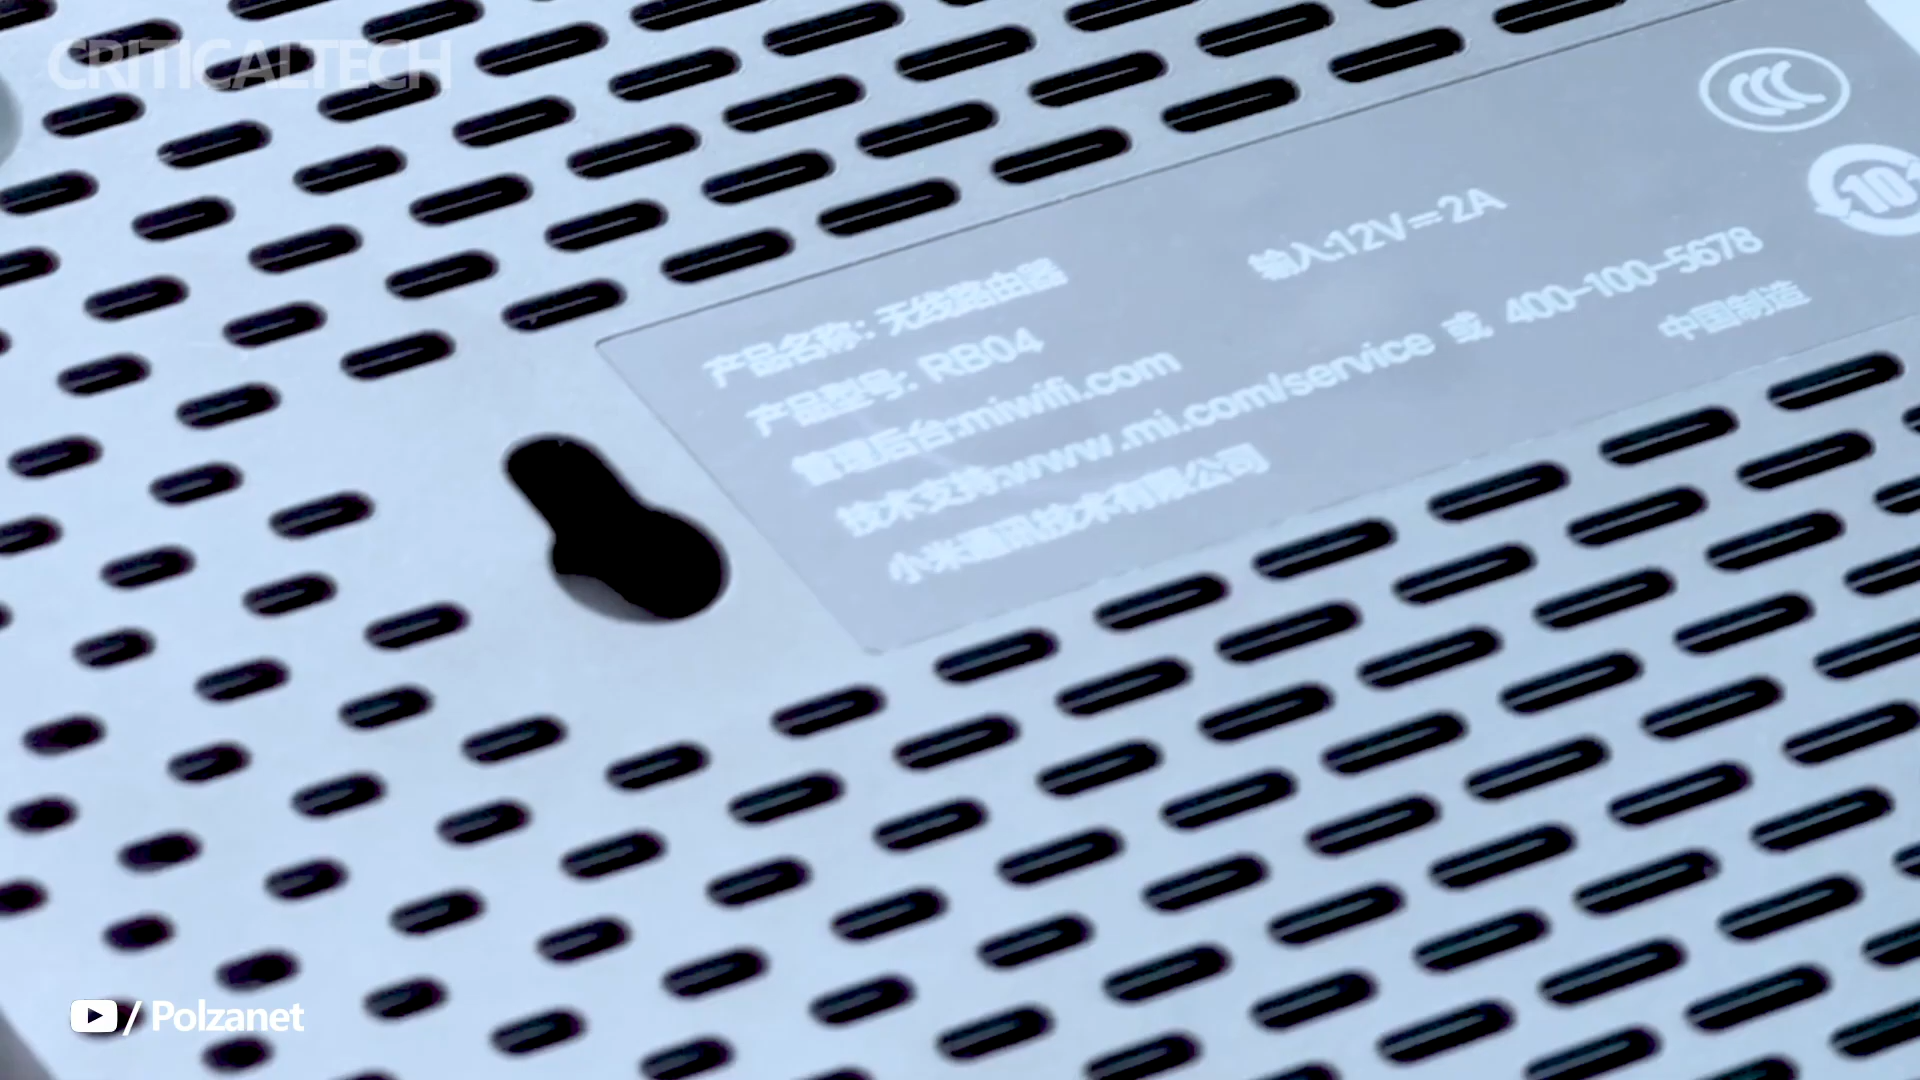 CRITICALTECH
CCC
10
产品名称: 无线路由器
输入:12V⎓2A
产品型号: RB04
管理后台:miwifi.com
技术支持:www.mi.com/service 或 400-100-5678
小米通讯技术有限公司
中国制造
/ Polzanet